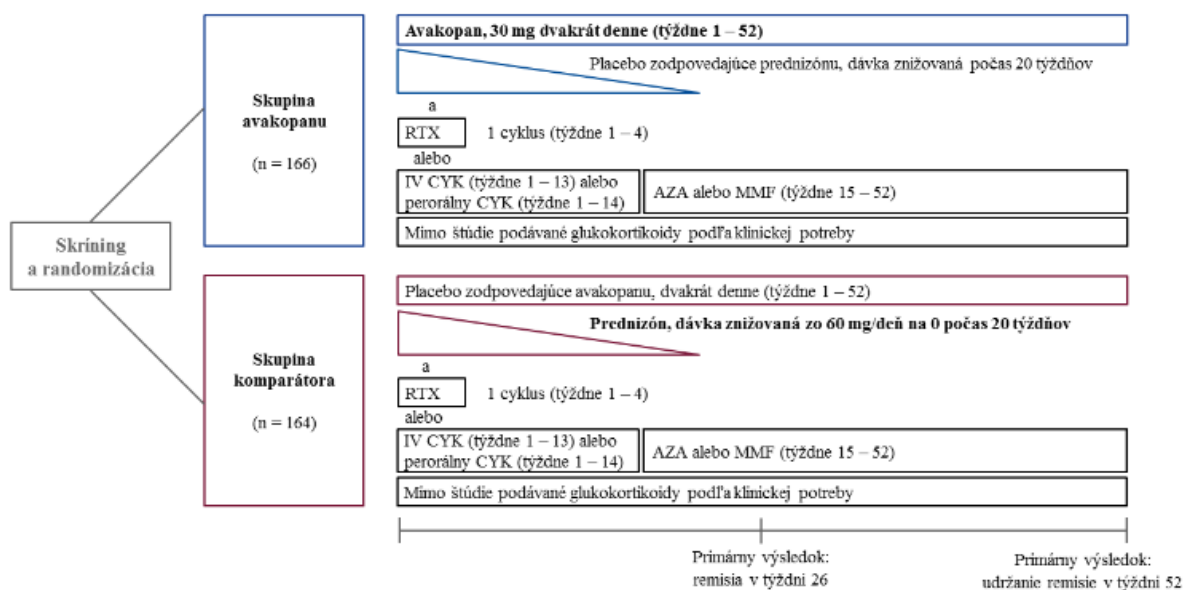 Skríning
a randomizácia
Skupina
avakopanu
(n = 166)
Avakopan, 30 mg dvakrát denne (týždne 1 – 52)
Placebo zodpovedajúce prednizónu, dávka znižovaná počas 20 týždňov
a
RTX
1 cyklus (týždne 1 – 4)
alebo
IV CYK (týždne 1 – 13) alebo
perorálny CYK (týždne 1 – 14)
AZA alebo MMF (týždne 15 – 52)
Mimo štúdie podávané glukokortikoidy podľa klinickej potreby
Skupina
komparátora
(n = 164)
Placebo zodpovedajúce avakopanu, dvakrát denne (týždne 1 – 52)
Prednizón, dávka znižovaná zo 60 mg/deň na 0 počas 20 týždňov
a
RTX
1 cyklus (týždne 1 – 4)
alebo
IV CYK (týždne 1 – 13) alebo
perorálny CYK (týždne 1 – 14)
AZA alebo MMF (týždne 15 – 52)
Mimo štúdie podávané glukokortikoidy podľa klinickej potreby
Primárny výsledok:
remisia v týždni 26
Primárny výsledok:
udržanie remisie v týždni 52